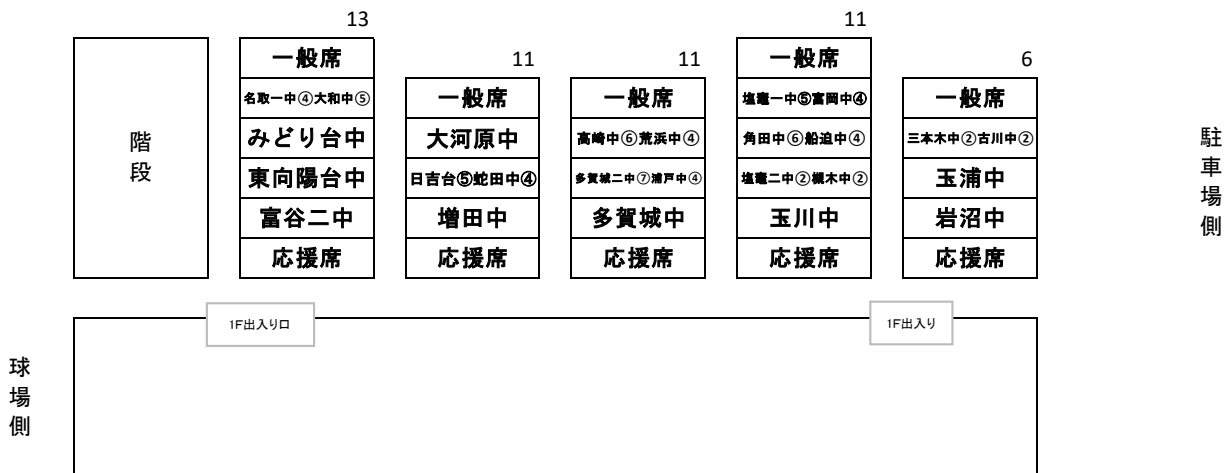 13
11
11
11
6
階段
一般席
名取一中④大和中⑤
みどり台中
東向陽台中
富谷二中
応援席
一般席
大河原中
日吉台⑤蛇田中④
増田中
応援席
一般席
高崎中⑥荒浜中④
多賀城二中⑦浦戸中④
多賀城中
応援席
一般席
塩竈一中⑤富岡中④
角田中⑥船迫中④
塩竈二中②槻木中②
玉川中
応援席
一般席
三本木中②古川中②
玉浦中
岩沼中
応援席
駐車場側
1F出入り口
1F出入り
球場側